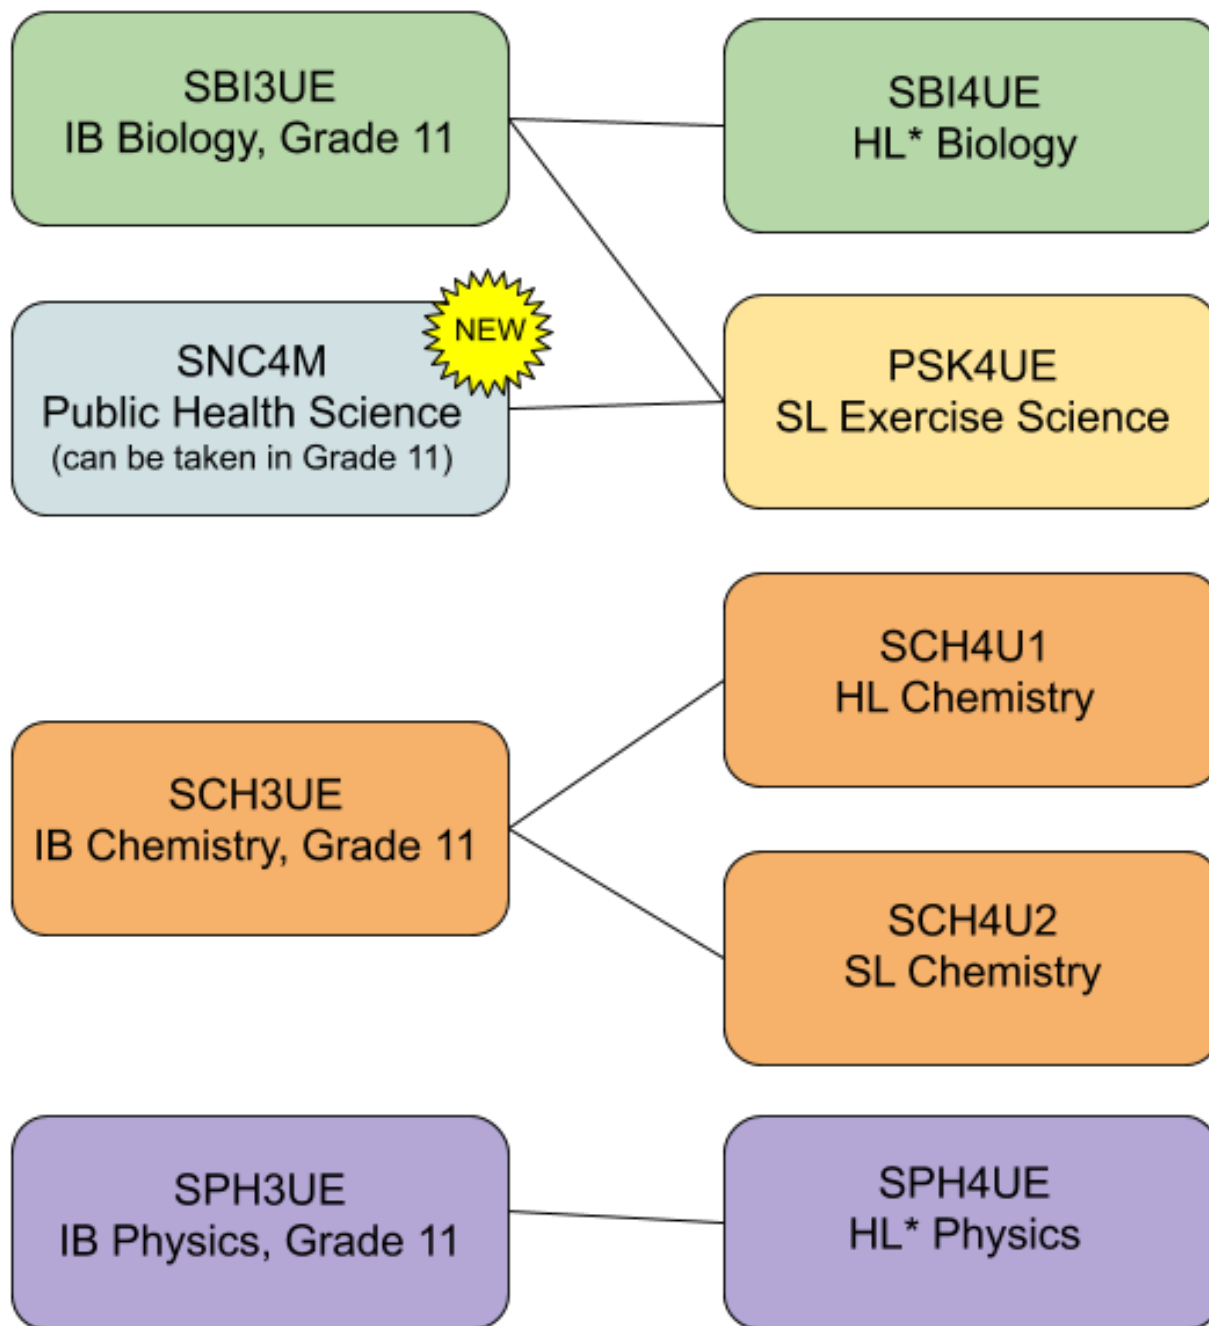 SBI3UE
IB Biology, Grade 11
SBI4UE
HL* Biology
NEW
SNC4M
Public Health Science
(can be taken in Grade 11)
PSK4UE
SL Exercise Science
SCH3UE
IB Chemistry, Grade 11
SCH4U1
HL Chemistry
SCH4U2
SL Chemistry
SPH3UE
IB Physics, Grade 11
SPH4UE
HL* Physics